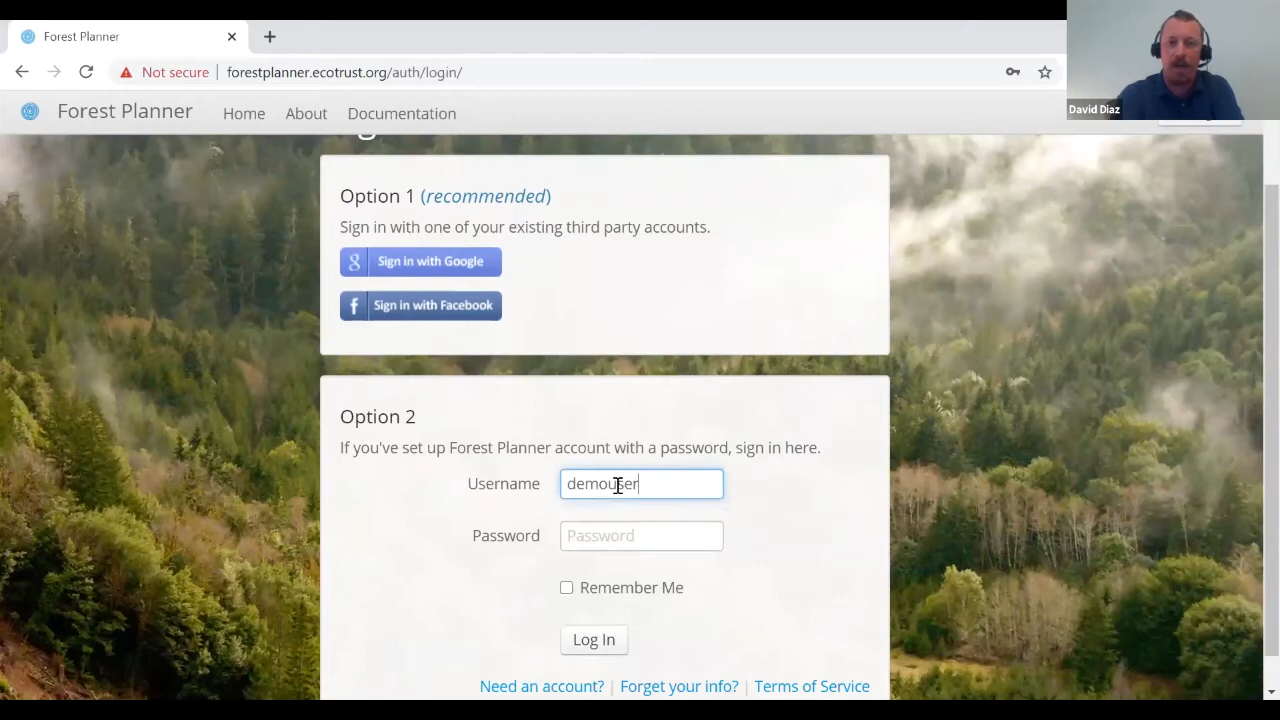 Forest Planner
Not secure
forestplanner.ecotrust.org/auth/login/
David Diaz
Forest Planner
Home
About
Documentation
Option 1 (recommended)
Sign in with one of your existing third party accounts.
g Sign in with Google
f Sign in with Facebook
Option 2
If you've set up Forest Planner account with a password, sign in here.
Username
demouser
Password
Password
Remember Me
Log In
Need an account? | Forget your info? | Terms of Service